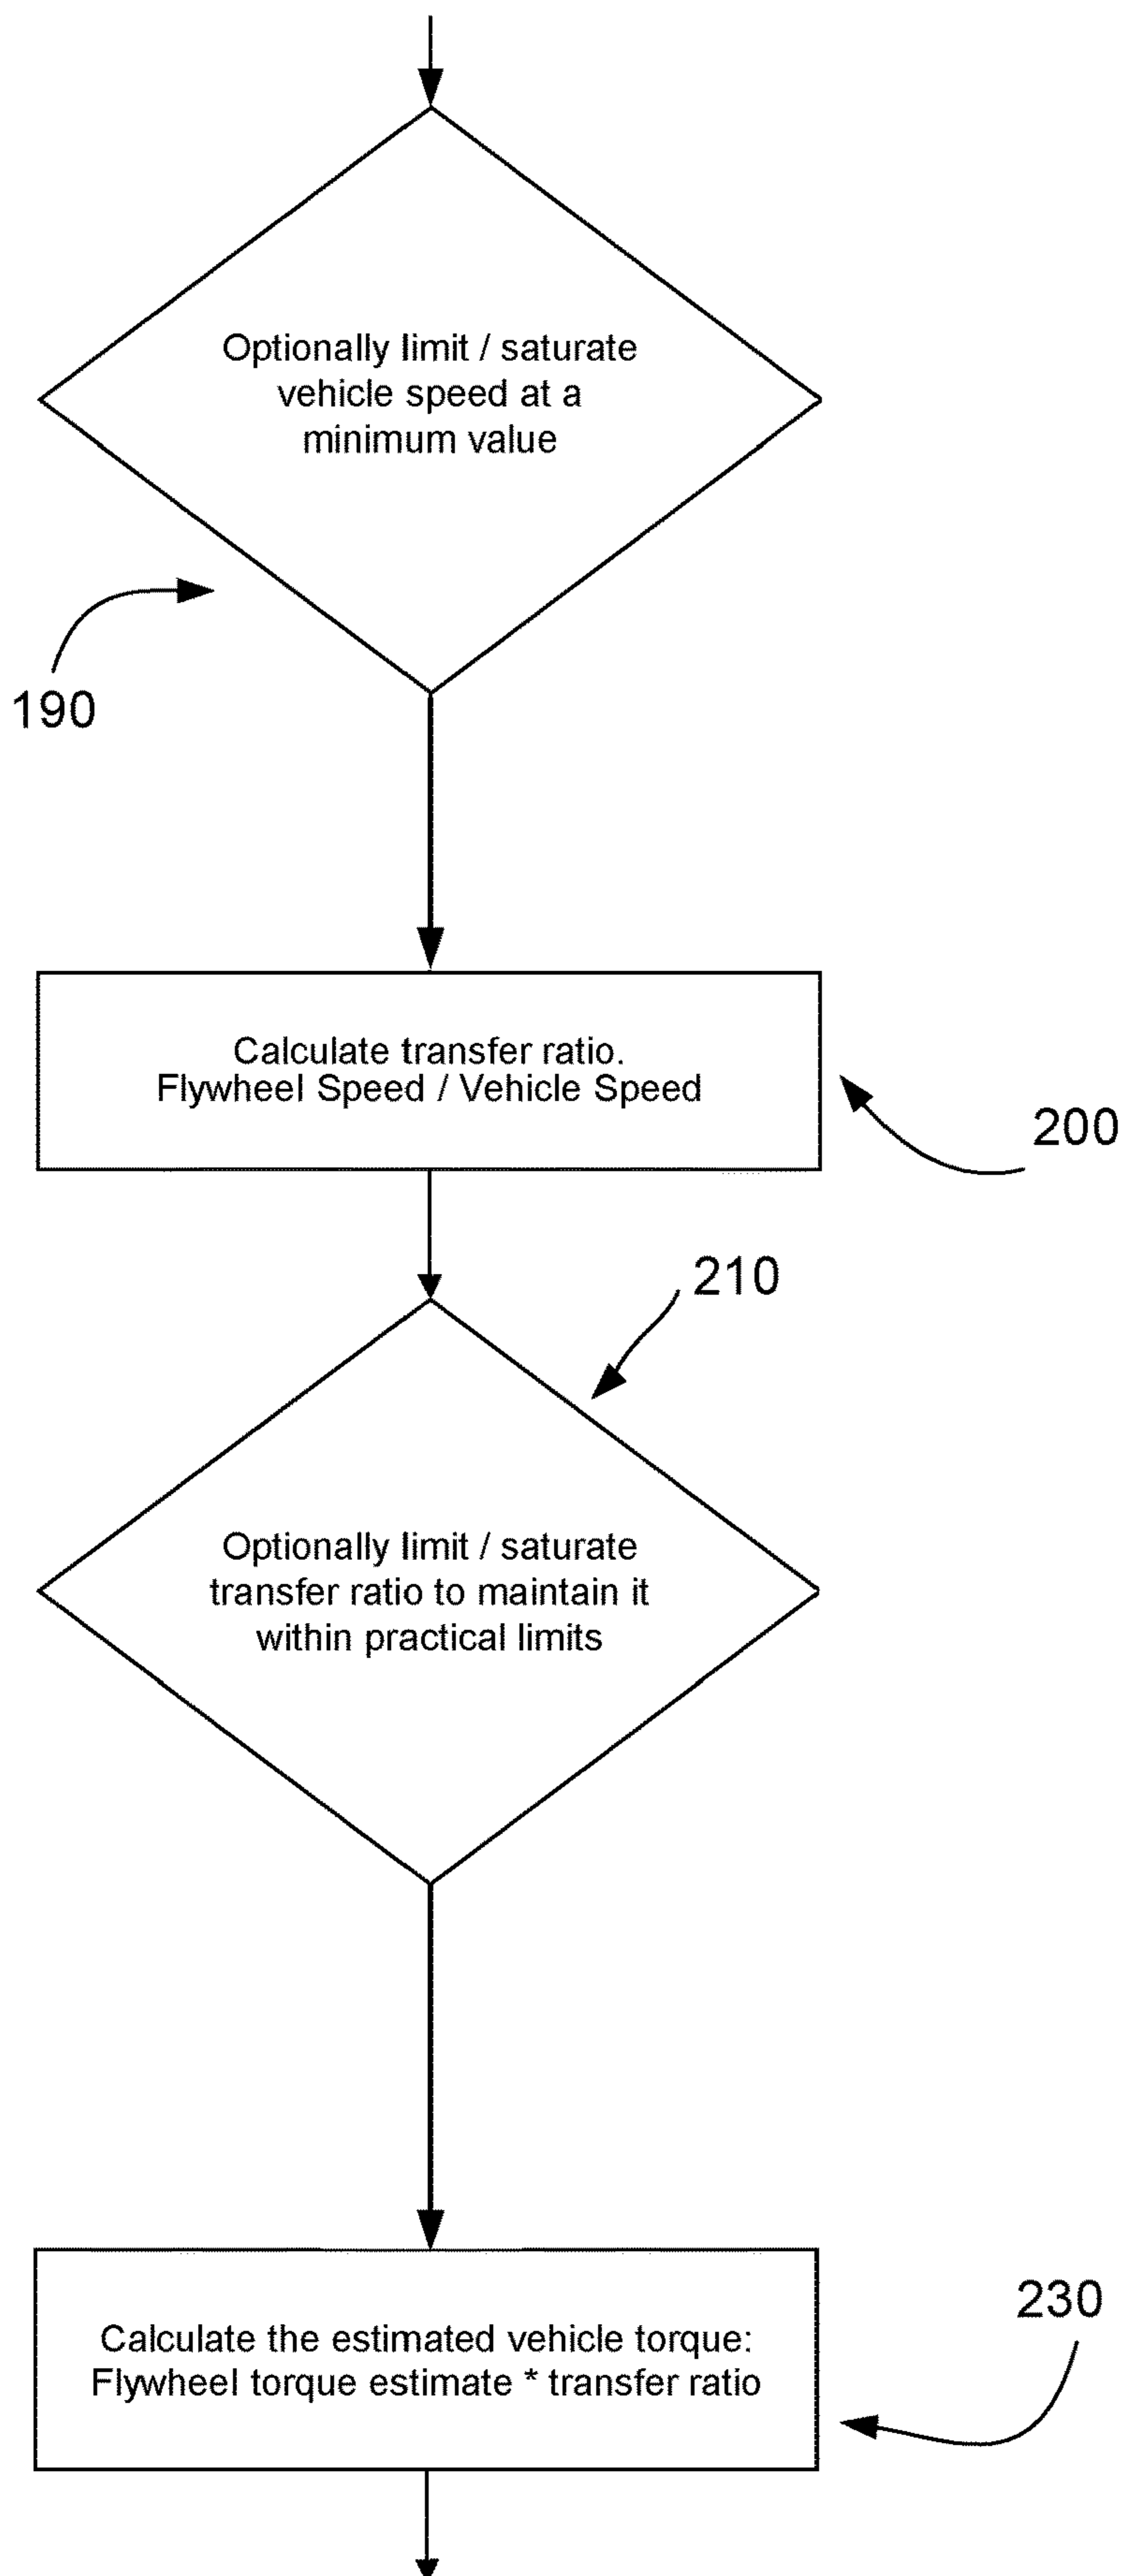 Optionally limit / saturate
vehicle speed at a
minimum value
190
Calculate transfer ratio.
Flywheel Speed / Vehicle Speed
200
210
Optionally limit / saturate
transfer ratio to maintain it
within practical limits
230
Calculate the estimated vehicle torque:
Flywheel torque estimate * transfer ratio